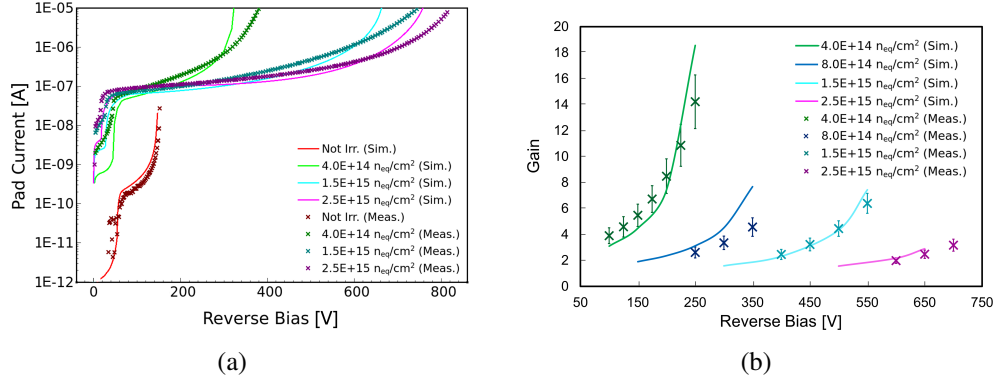 1E-05
1E-06
1E-07
1E-08
1E-09
1E-10
1E-11
1E-12
Pad Current [A]
0 200 400 600 800
Reverse Bias [V]
Not Irr. (Sim.)
4.0E+14 neq/cm² (Sim.)
1.5E+15 neq/cm² (Sim.)
2.5E+15 neq/cm² (Sim.)
Not Irr. (Meas.)
4.0E+14 neq/cm² (Meas.)
1.5E+15 neq/cm² (Meas.)
2.5E+15 neq/cm² (Meas.)
(a)
20
18
16
14
12
10
8
6
4
2
0
Gain
50 150 250 350 450 550 650 750
Reverse Bias [V]
4.0E+14 neq/cm² (Sim.)
8.0E+14 neq/cm² (Sim.)
1.5E+15 neq/cm² (Sim.)
2.5E+15 neq/cm² (Sim.)
4.0E+14 neq/cm² (Meas.)
8.0E+14 neq/cm² (Meas.)
1.5E+15 neq/cm² (Meas.)
2.5E+15 neq/cm² (Meas.)
(b)